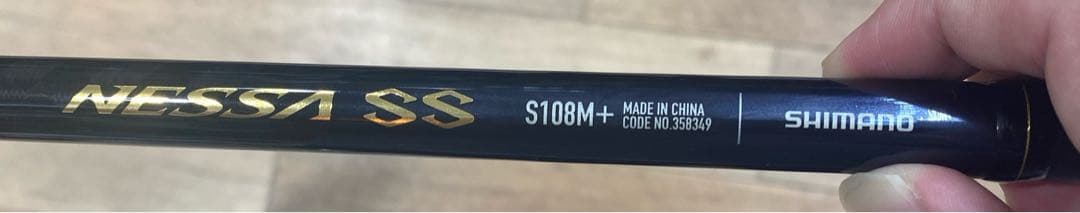 NESSA SS
S108M+
MADE IN CHINA
CODE NO.358349
SHIMANO